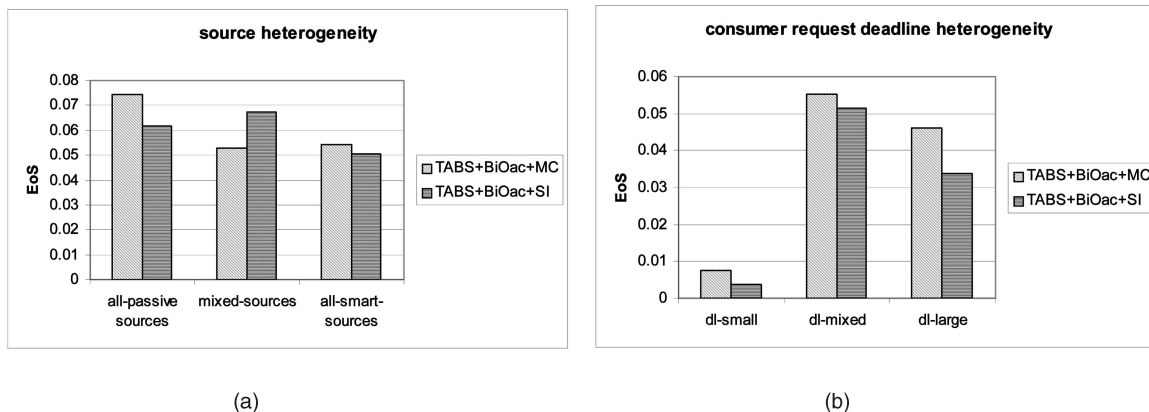 source heterogeneity
0.08
0.07
0.06
0.05
0.04
0.03
0.02
0.01
0
EoS
all-passive sources
mixed-sources
all-smart-sources
TABS+BiOac+MC
TABS+BiOac+SI
(a)
consumer request deadline heterogeneity
0.06
0.05
0.04
0.03
0.02
0.01
0
EoS
dl-small
dl-mixed
dl-large
TABS+BiOac+MC
TABS+BiOac+SI
(b)